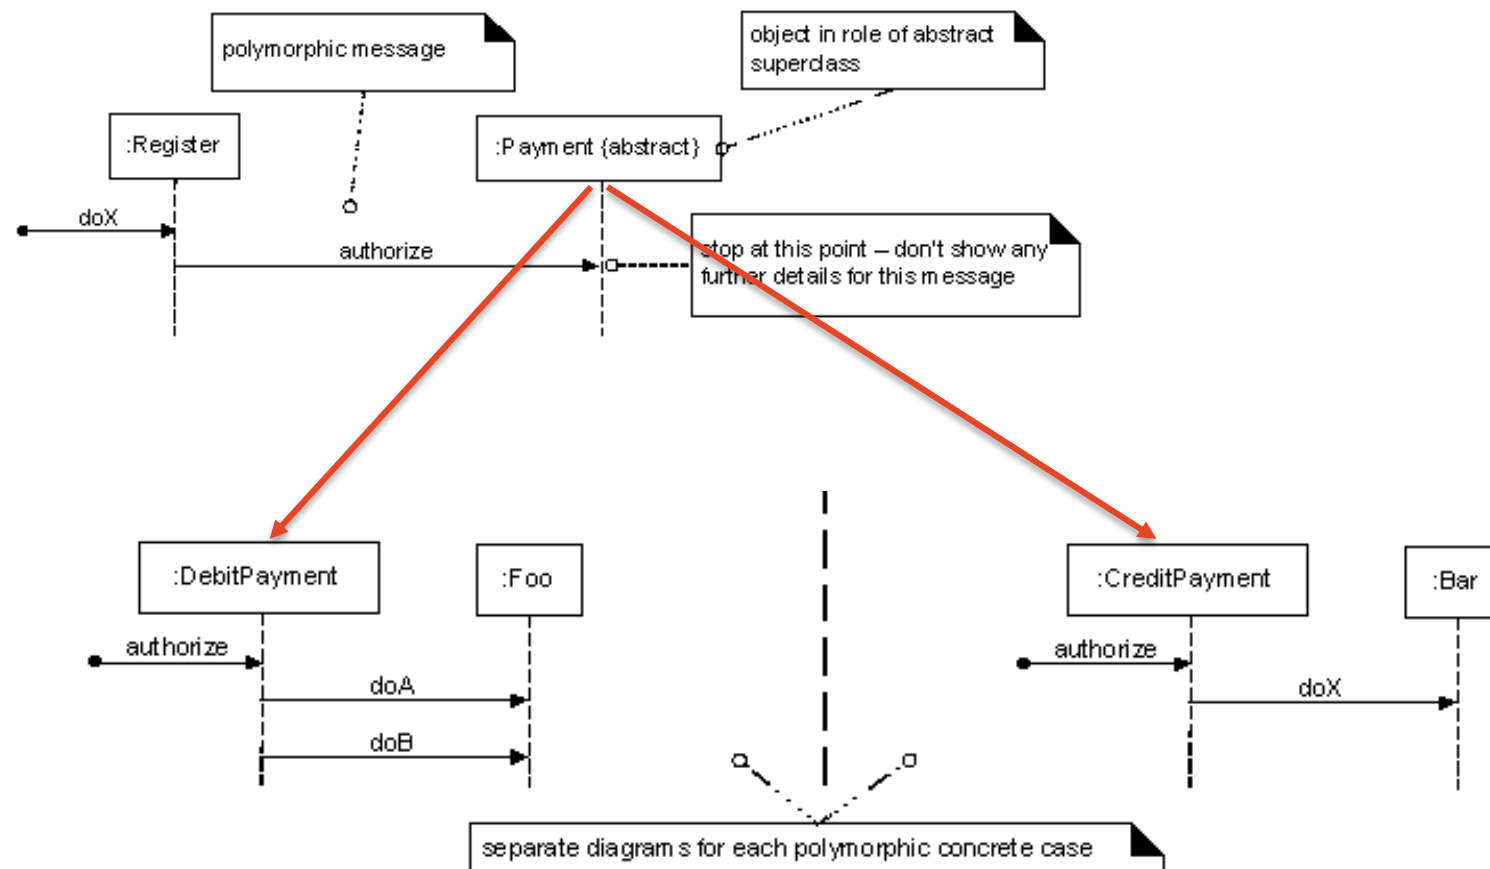 polymorphic message
object in role of abstract
superclass
:Register
:Payment {abstract}
doX
authorize
stop at this point – don't show any
further details for this message
:DebitPayment
:Foo
:CreditPayment
:Bar
authorize
doA
doB
authorize
doX
separate diagrams for each polymorphic concrete case